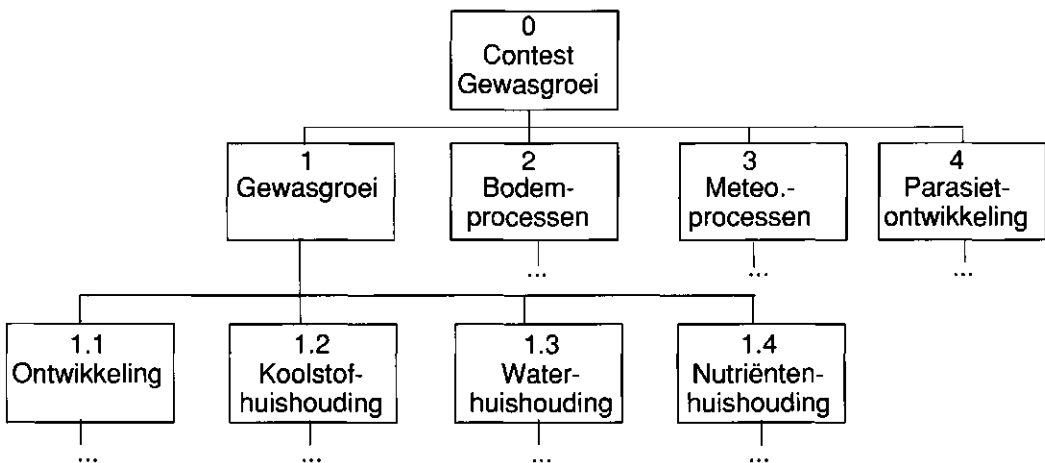 0
Contest
Gewasgroei
1
Gewasgroei
2
Bodem-
processen
3
Meteo.-
processen
4
Parasiet-
ontwikkeling
...
...
...
1.1
Ontwikkeling
1.2
Koolstof-
huishouding
1.3
Water-
huishouding
1.4
Nutriënten-
huishouding
...
...
...
...